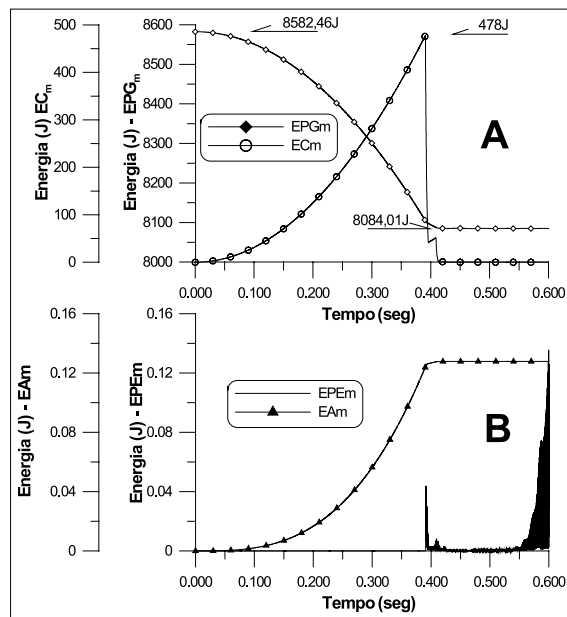 8582,46J
478J
8084,01J
A
EPGm
ECm
Energia (J) EC_m
500
400
300
200
100
0
Energia (J) - EPG_m
8600
8500
8400
8300
8200
8100
8000
0.000 0.100 0.200 0.300 0.400 0.500 0.600
Tempo (seg)
B
EPEm
EAm
Energia (J) - EAm
0.16
0.12
0.08
0.04
0
Energia (J) - EPEm
0.16
0.12
0.08
0.04
0
0.000 0.100 0.200 0.300 0.400 0.500 0.600
Tempo (seg)